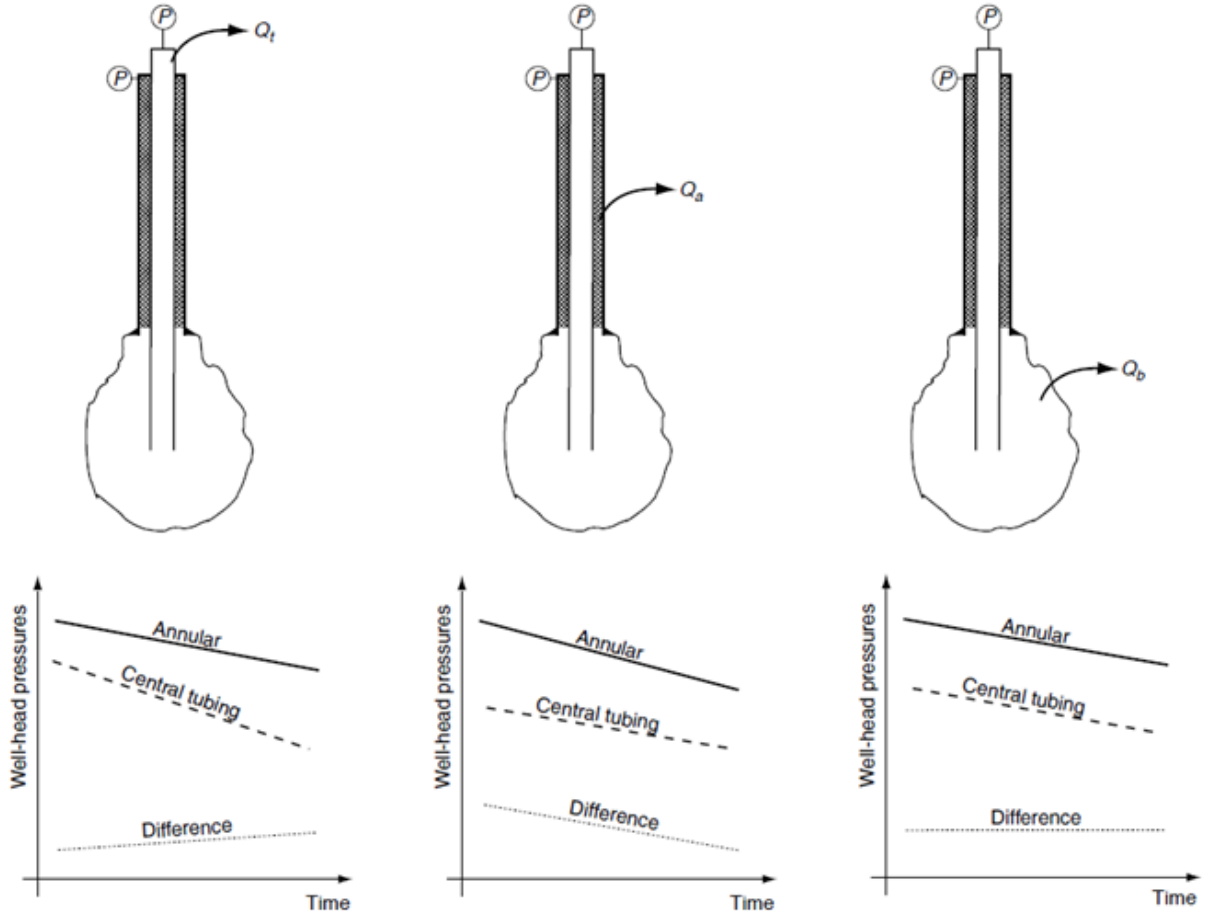 P
Qt
P
P
P
Qa
P
P
Qb
Well-head pressures
Annular
Central tubing
Difference
Time
Well-head pressures
Annular
Central tubing
Difference
Time
Well-head pressures
Annular
Central tubing
Difference
Time